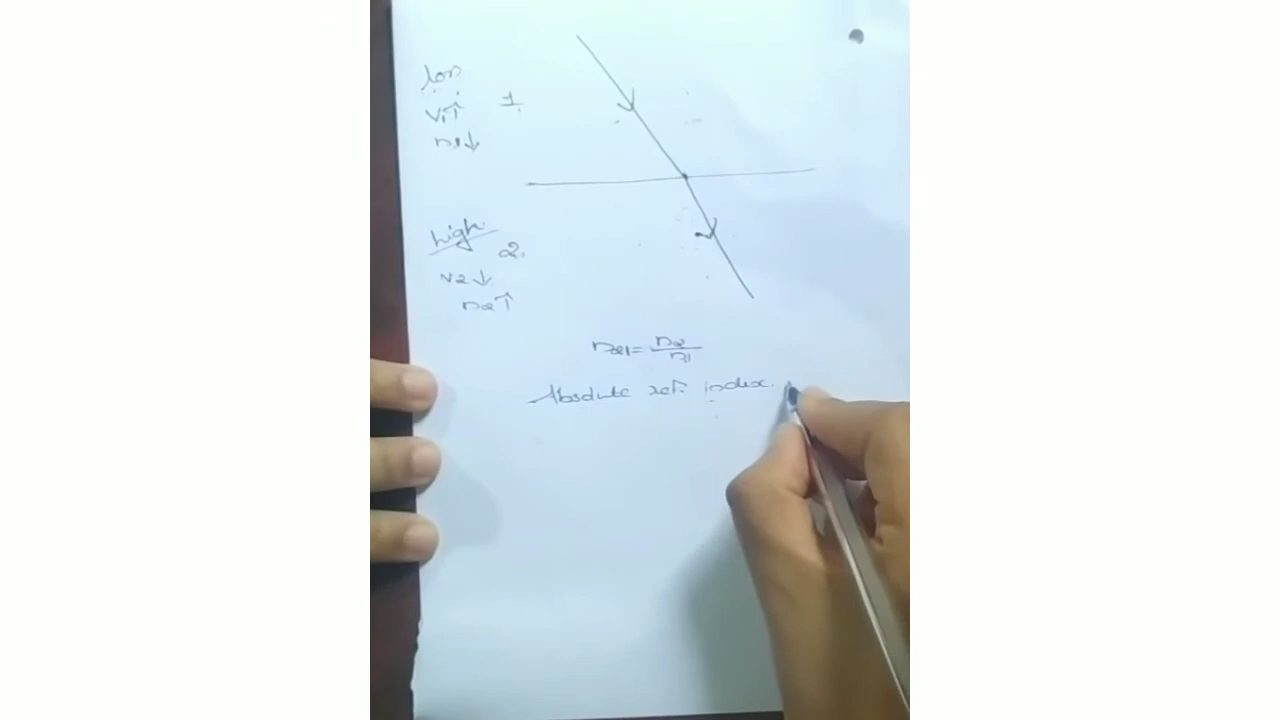 low
V1↑ 1.
n1↓
high 2.
V2↓
n2↑
n21 = n2/n1
Absolute ref. index.